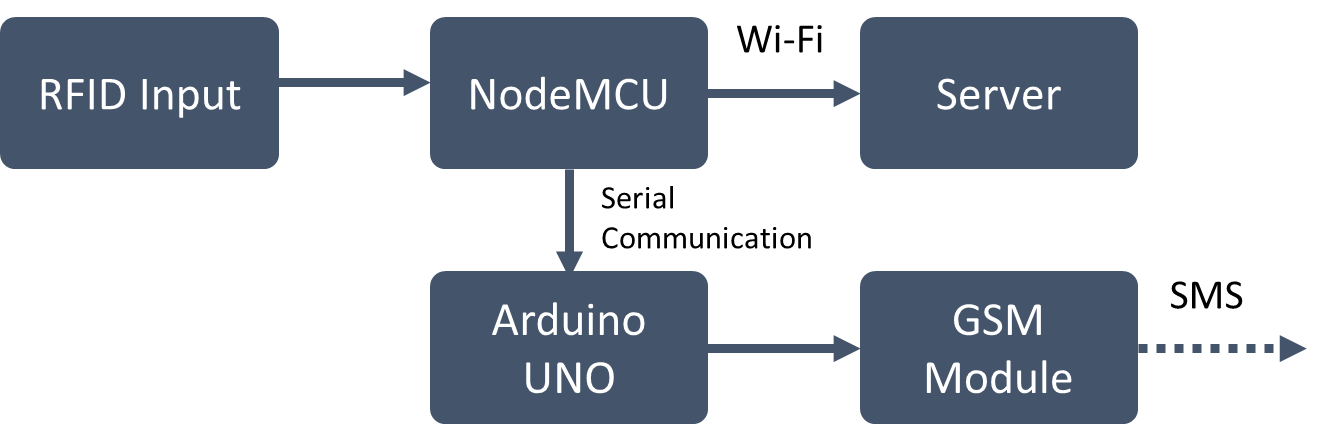 RFID Input
NodeMCU
Wi-Fi
Server
Serial
Communication
Arduino
UNO
GSM
Module
SMS